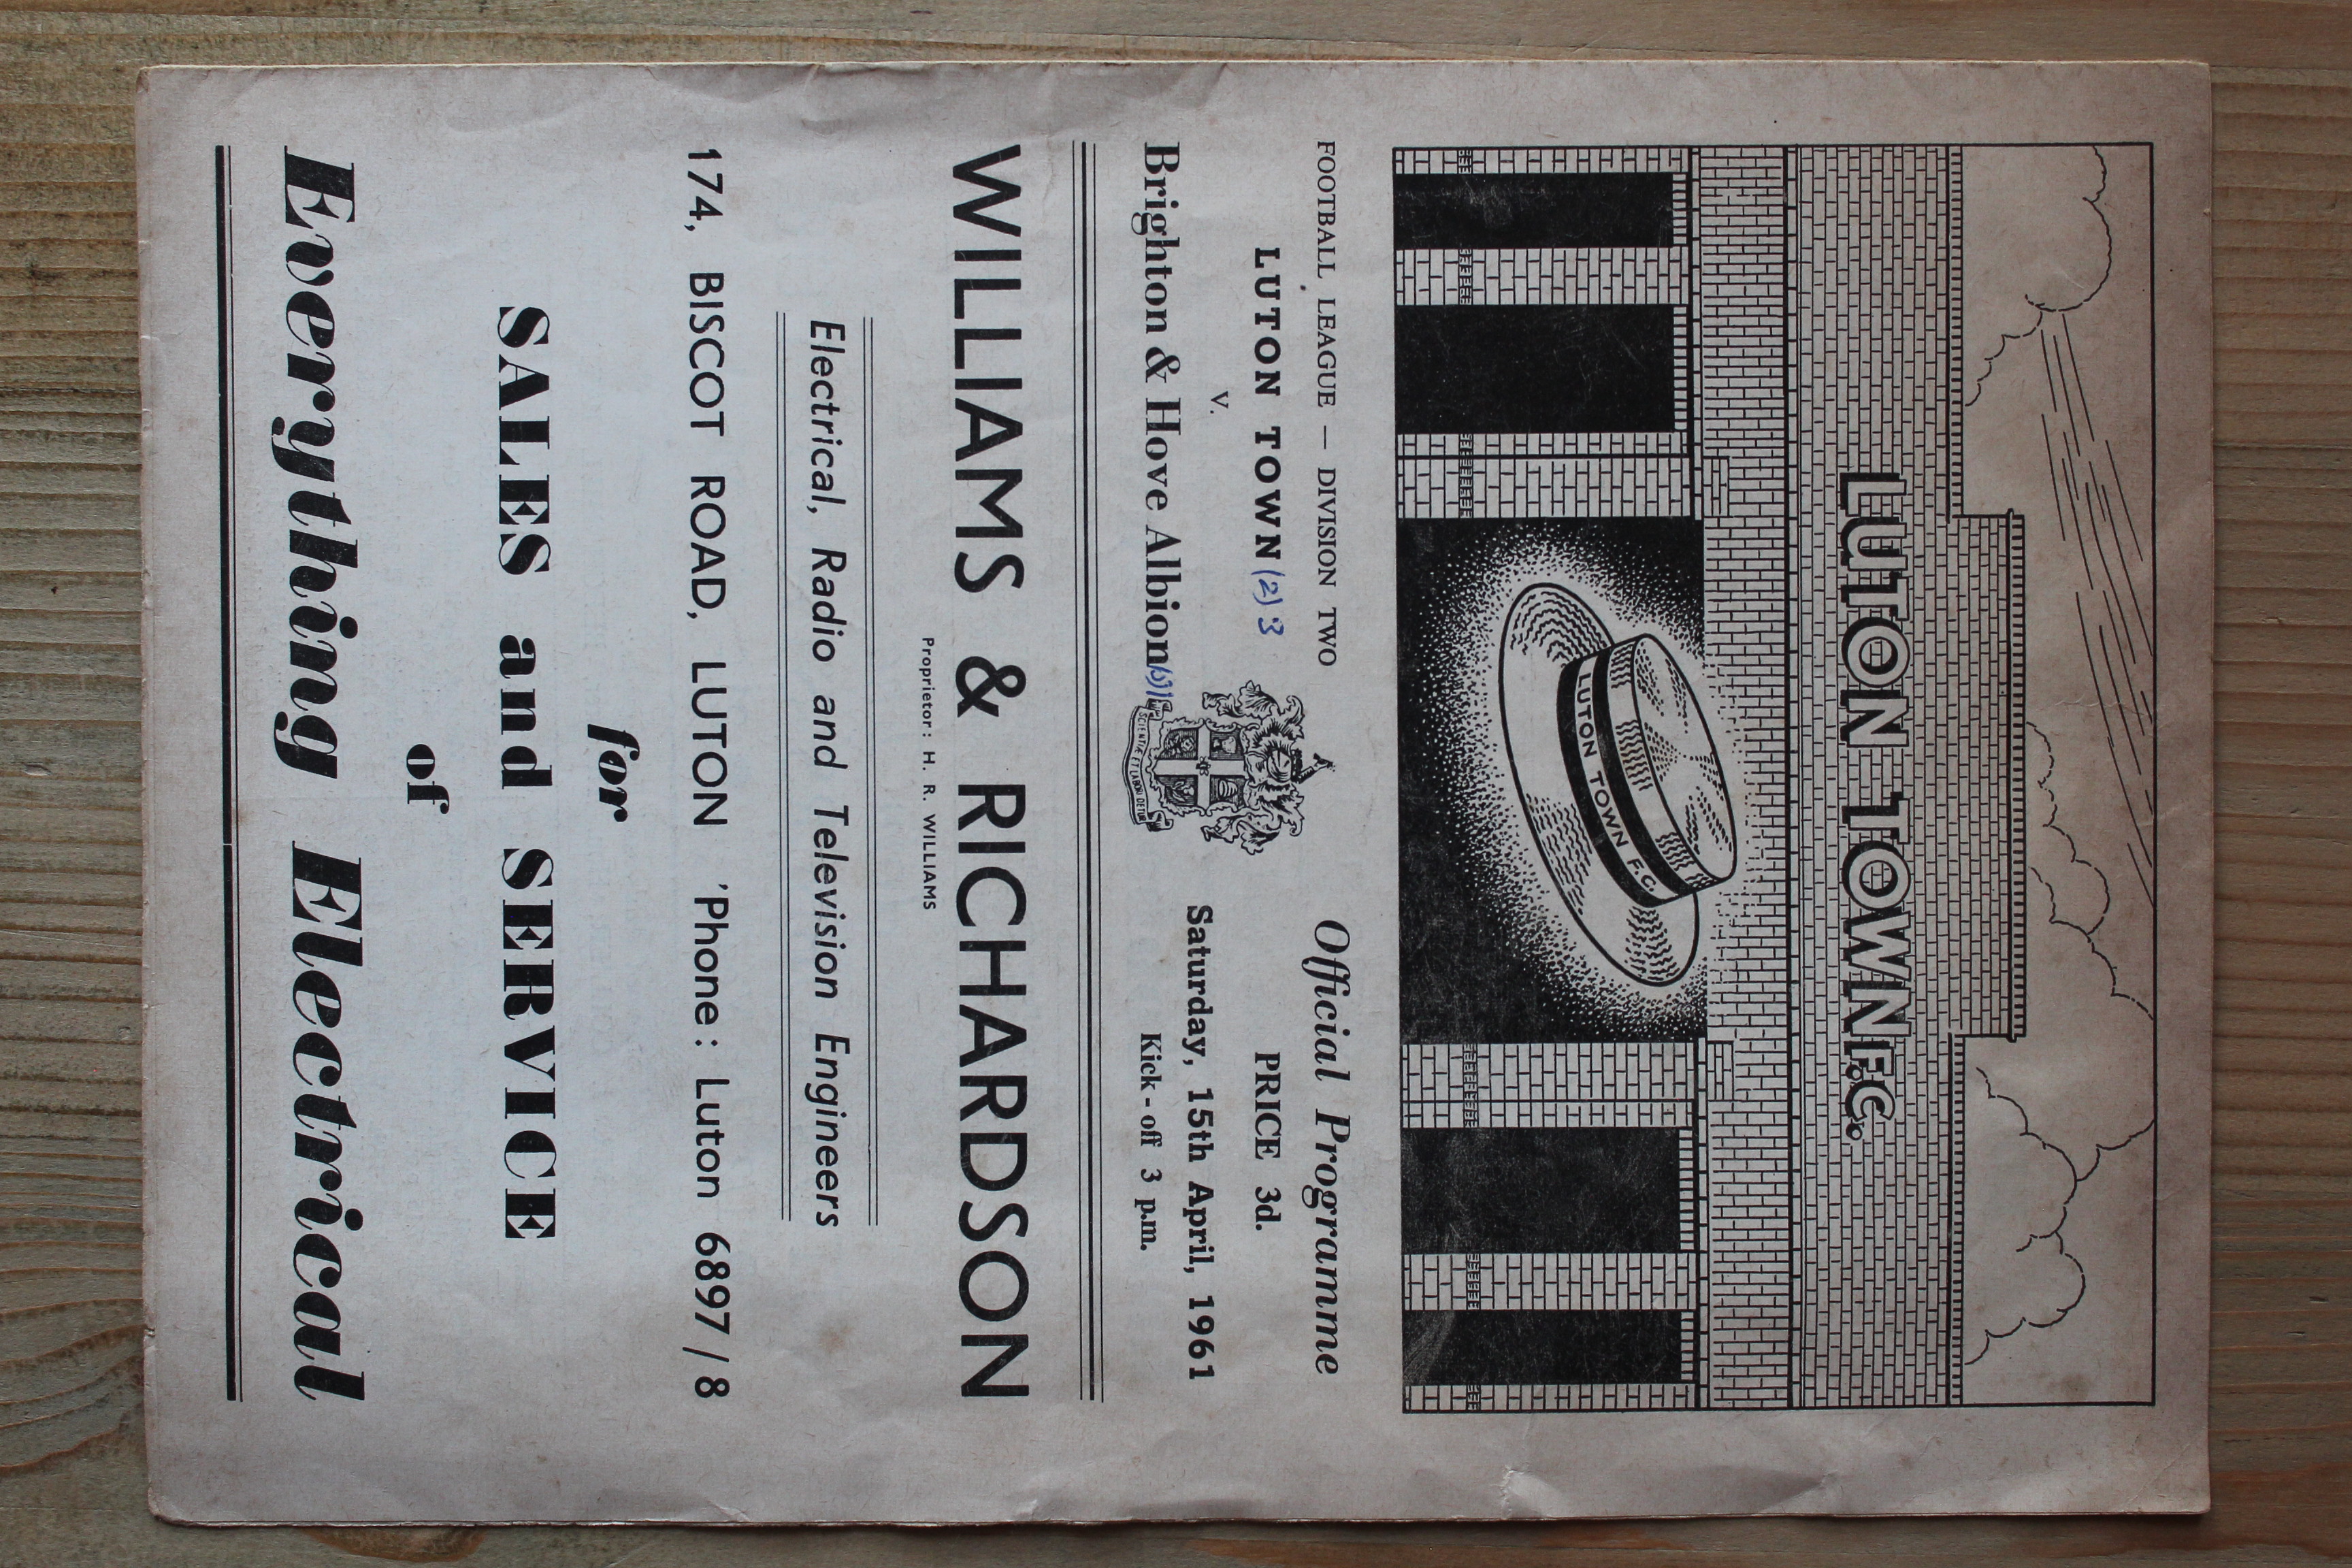 LUTON TOWN F.C.
LUTON TOWN F.C.
FOOTBALL LEAGUE — DIVISION TWO
LUTON TOWN (2) 3
v.
Brighton & Hove Albion
Official Programme
PRICE 3d.
Saturday, 15th April, 1961
Kick-off 3 p.m.
WILLIAMS & RICHARDSON
Proprietor: H. R. WILLIAMS
Electrical, Radio and Television Engineers
174, BISCOT ROAD, LUTON 'Phone: Luton 6897/8
for
SALES and SERVICE
of
Everything Electrical